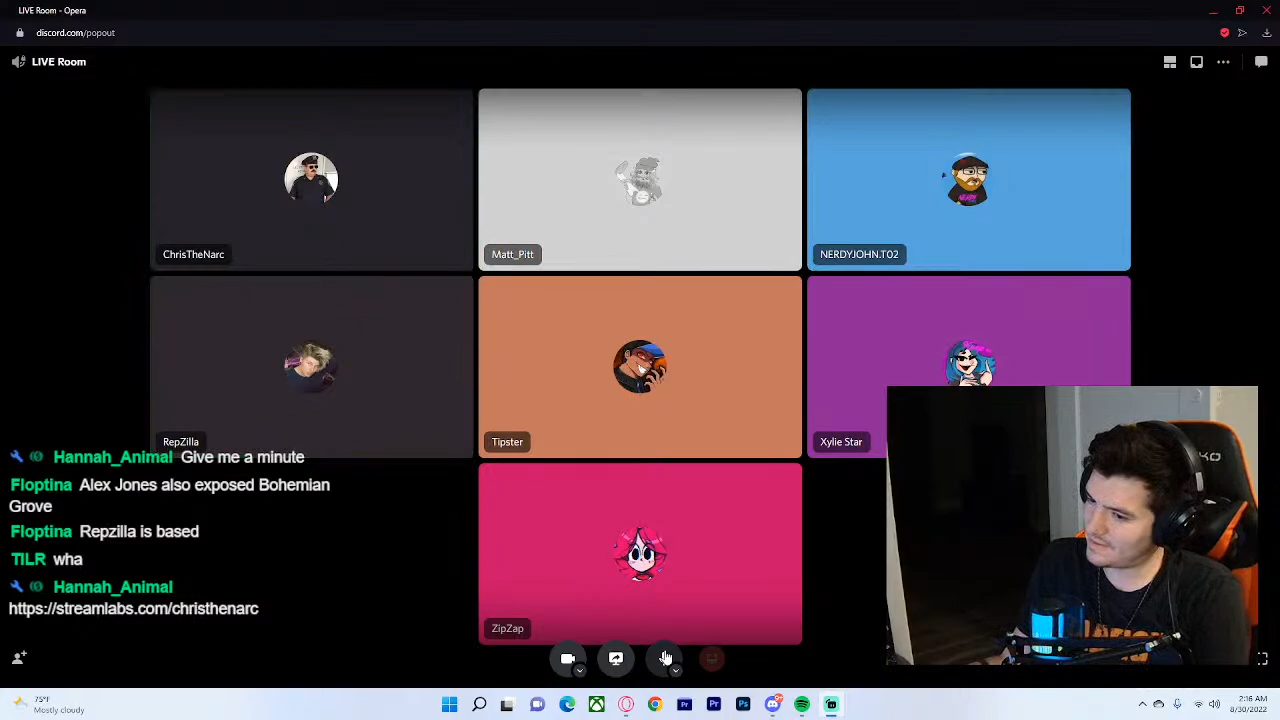 LIVE Room - Opera
discord.com/popout
LIVE Room
ChrisTheNarc
Matt_Pitt
NERDYJOHN.T02
RepZilla
Tipster
Xylie Star
Hannah_Animal Give me a minute
Floptina Alex Jones also exposed Bohemian
Grove
Floptina Repzilla is based
TILR wha
Hannah_Animal
https://streamlabs.com/christhenarc
ZipZap
75°F
Mostly cloudy
2:16 AM
8/30/2022